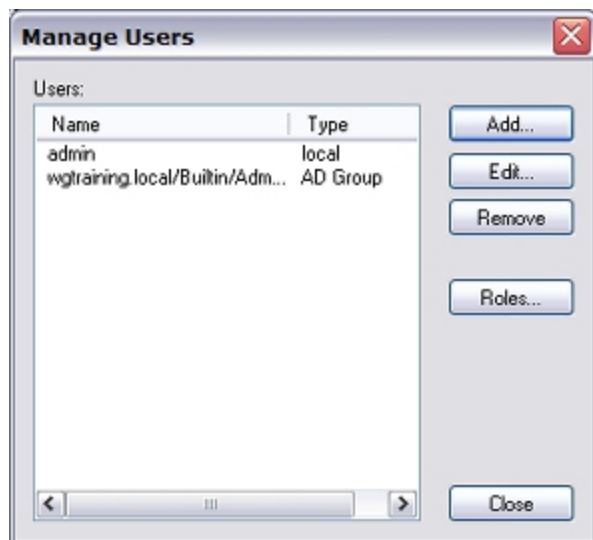 Manage Users
Users:
Name Type
admin local
wgtraining.local/Builtin/Adm... AD Group
Add...
Edit...
Remove
Roles...
Close